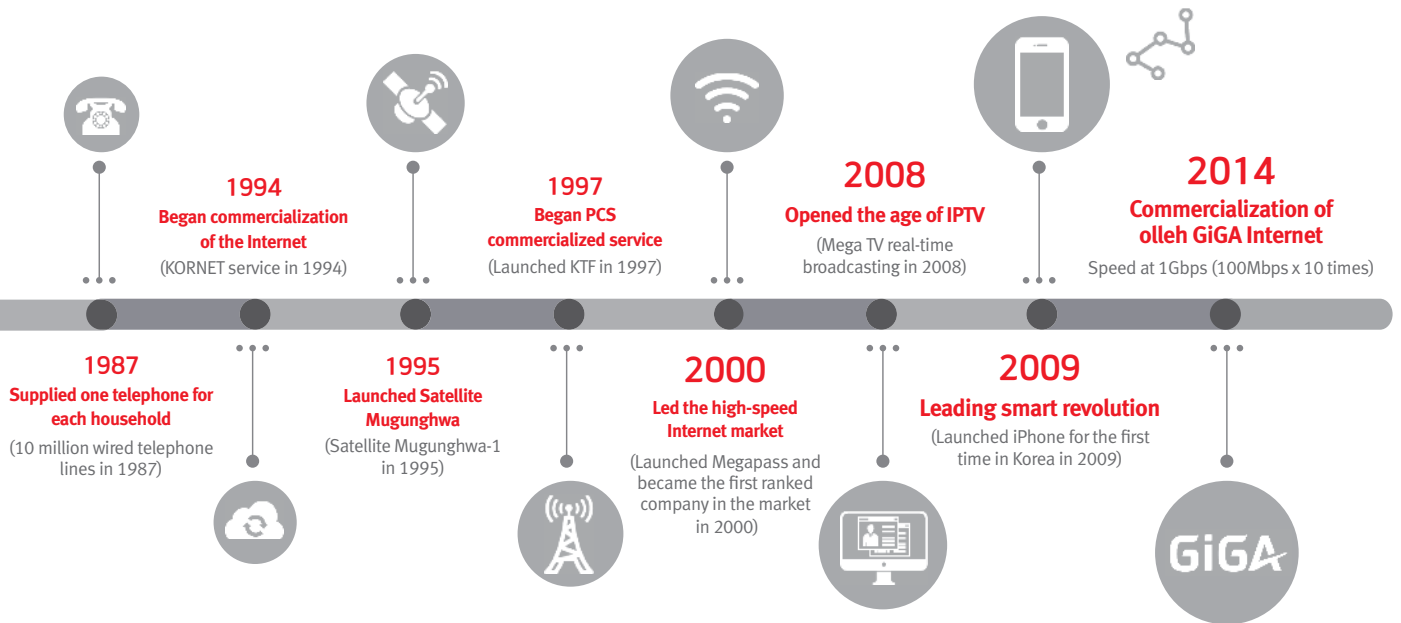 1987
Supplied one telephone for
each household
(10 million wired telephone
lines in 1987)
1994
Began commercialization
of the Internet
(KORNET service in 1994)
1995
Launched Satellite
Mugunghwa
(Satellite Mugunghwa-1
in 1995)
1997
Began PCS
commercialized service
(Launched KTF in 1997)
2000
Led the high-speed
Internet market
(Launched Megapass and
became the first ranked
company in the market
in 2000)
2008
Opened the age of IPTV
(Mega TV real-time
broadcasting in 2008)
2009
Leading smart revolution
(Launched iPhone for the first
time in Korea in 2009)
2014
Commercialization of
olleh GiGA Internet
Speed at 1Gbps (100Mbps x 10 times)
GiGA